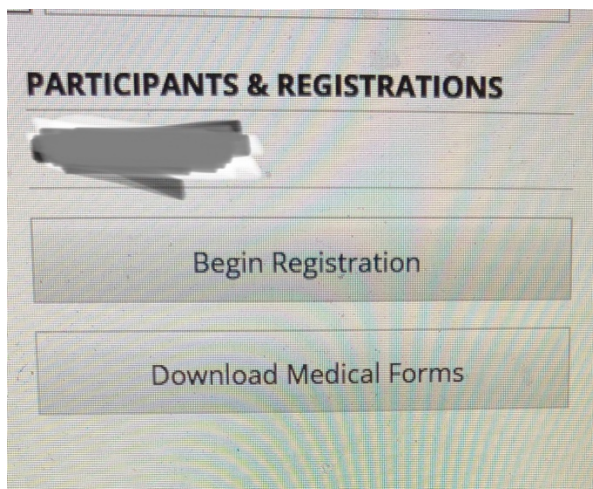 PARTICIPANTS & REGISTRATIONS
Begin Registration
Download Medical Forms